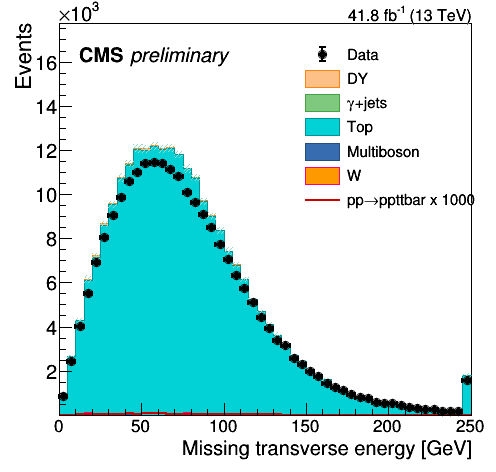 ×10³
41.8 fb⁻¹ (13 TeV)
Events
CMS preliminary
Data
DY
γ+jets
Top
Multiboson
W
pp→ppttbar x 1000
16
14
12
10
8
6
4
2
0 50 100 150 200 250
Missing transverse energy [GeV]